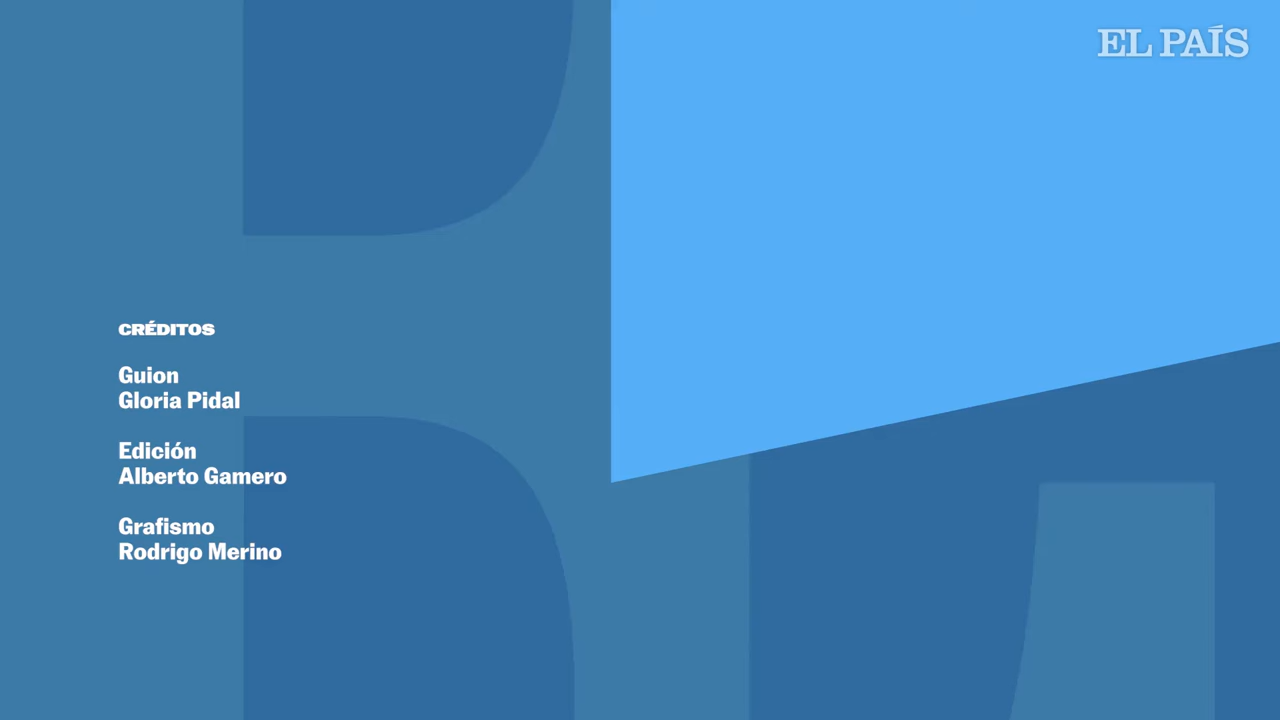 EL PAÍS
CRÉDITOS
Guion
Gloria Pidal
Edición
Alberto Gamero
Grafismo
Rodrigo Merino